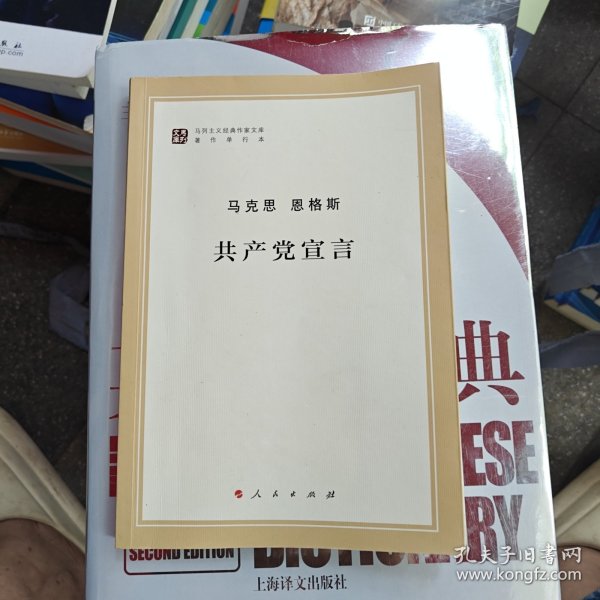 马列主义经典作家文库
著作单行本
马克思 恩格斯
共产党宣言
人民出版社
典
ESE
DICTIONARY
RY
SECOND EDITION
上海译文出版社
孔夫子旧书网
www.kongfz.com